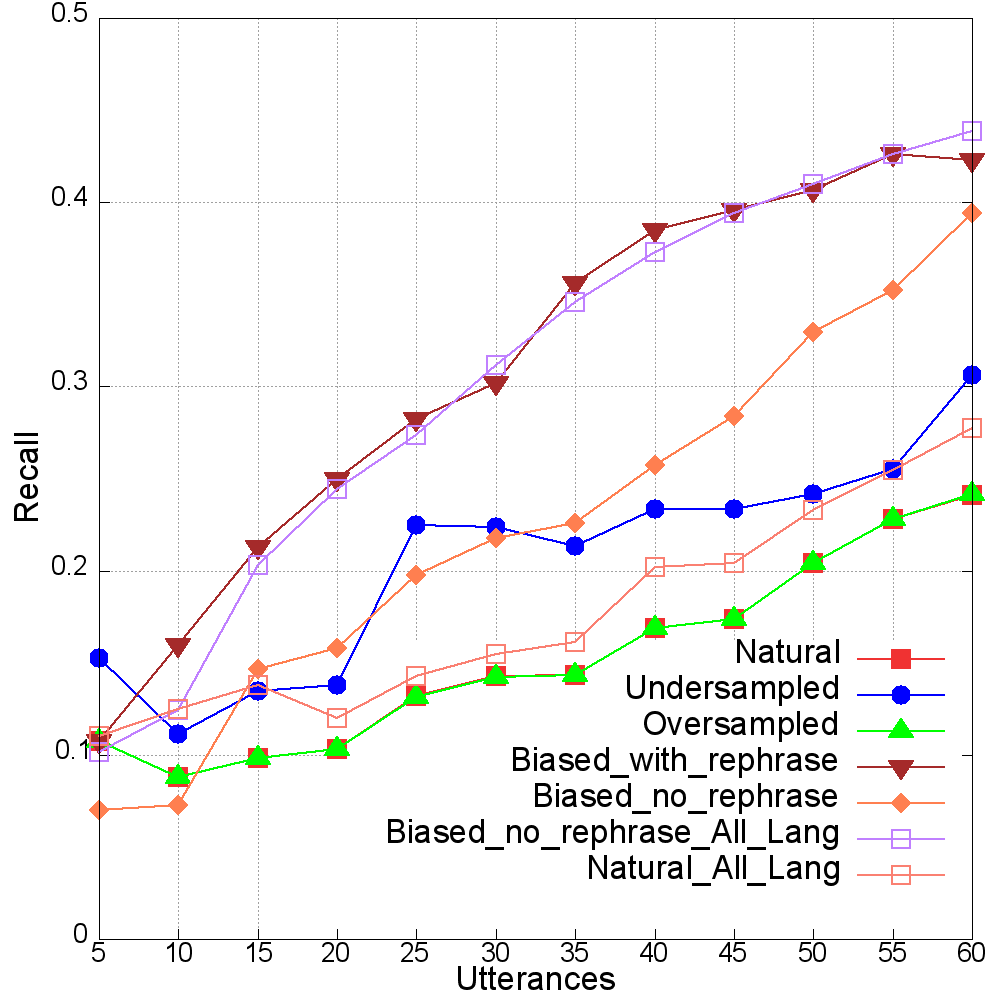 0.5
0.4
0.3
0.2
0.1
0
Recall
Natural
Undersampled
Oversampled
Biased_with_rephrase
Biased_no_rephrase
Biased_no_rephrase_All_Lang
Natural_All_Lang
5 10 15 20 25 30 35 40 45 50 55 60
Utterances